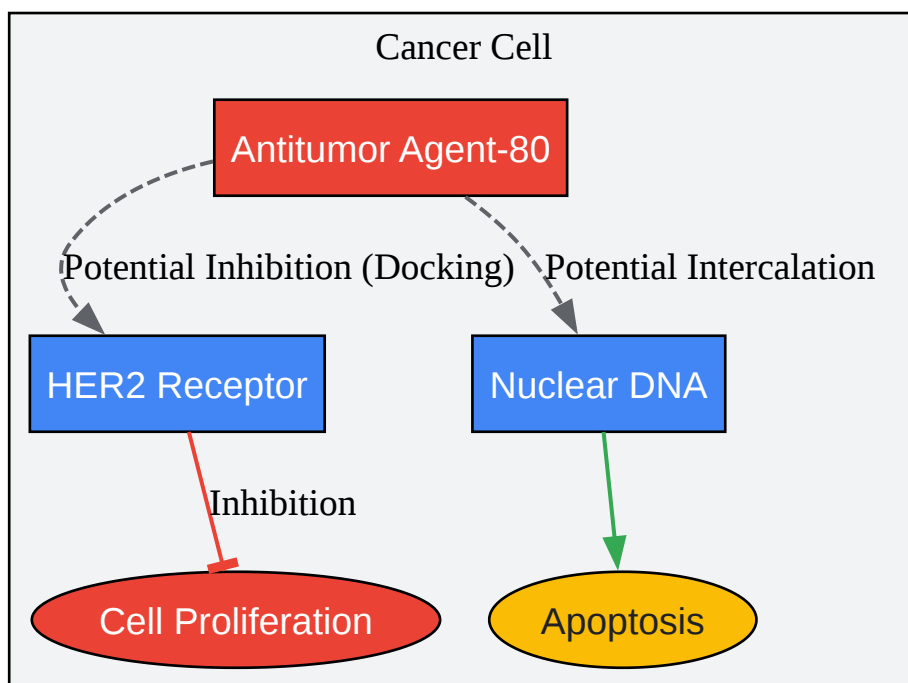 Cancer Cell
Antitumor Agent-80
Potential Inhibition (Docking)
Potential Intercalation
HER2 Receptor
Nuclear DNA
Inhibition
Cell Proliferation
Apoptosis